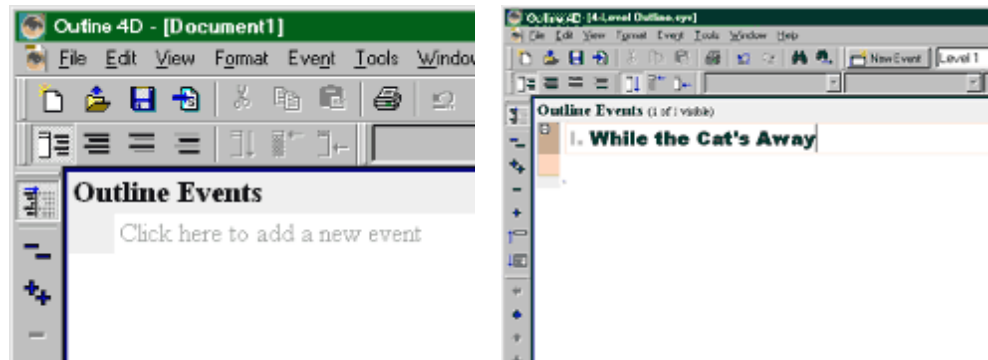 Outline 4D - [Document1]
File Edit View Format Event Tools Window
Outline Events
Click here to add a new event
Outline 4D - [4-Level Outline.sys]
File Edit View Format Event Tools Window Help
New Event Level 1
Outline Events (1 of 1 visible)
I. While the Cat's Away